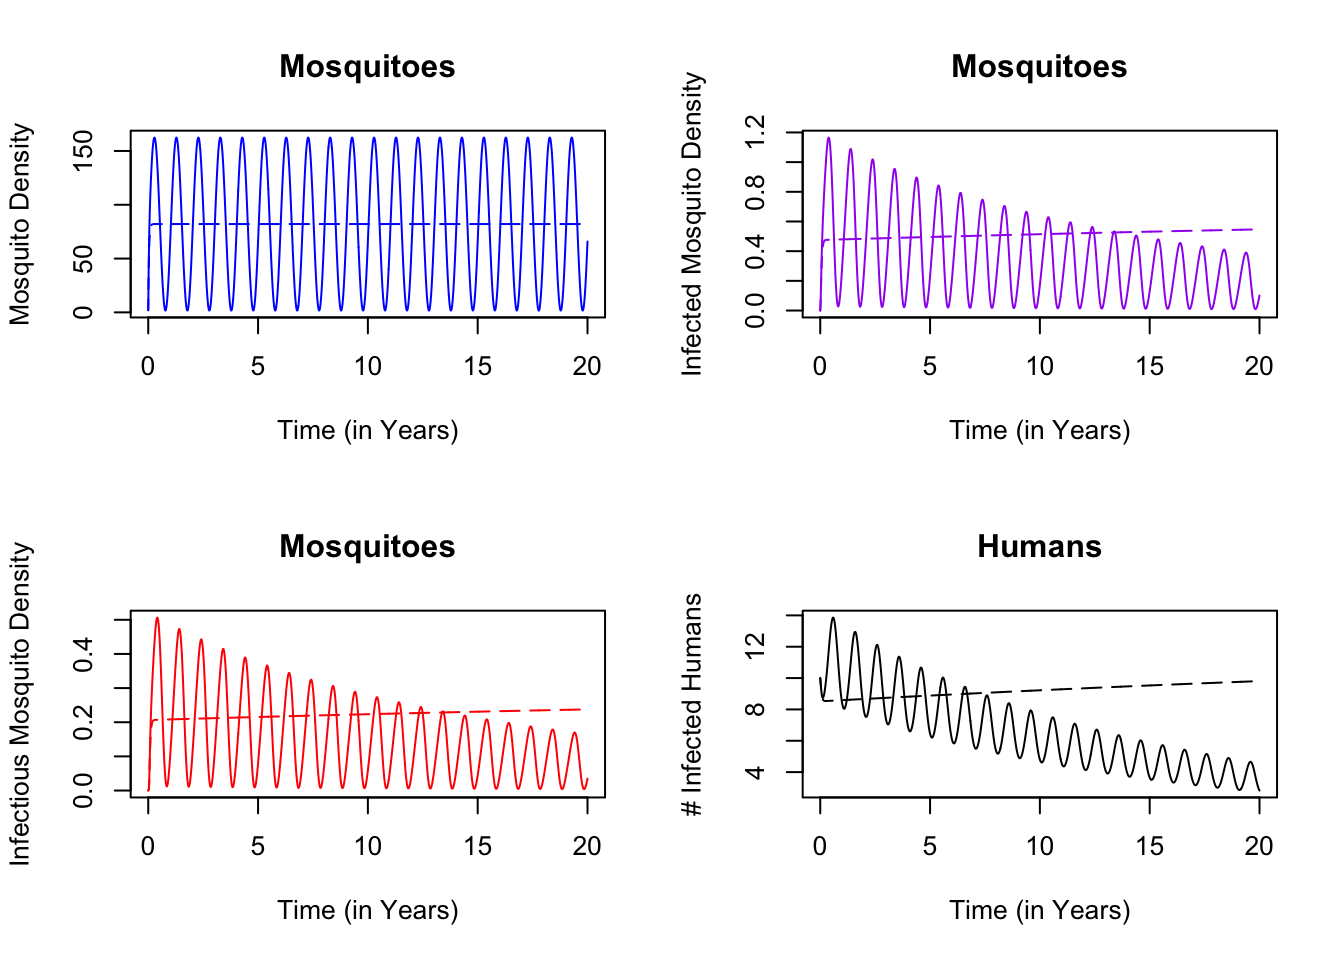 Mosquitoes
Mosquito Density
150
50
0
0 5 10 15 20
Time (in Years)
Mosquitoes
Infected Mosquito Density
1.2
0.8
0.4
0.0
0 5 10 15 20
Time (in Years)
Mosquitoes
Infectious Mosquito Density
0.4
0.2
0.0
0 5 10 15 20
Time (in Years)
Humans
# Infected Humans
12
8
4
0 5 10 15 20
Time (in Years)